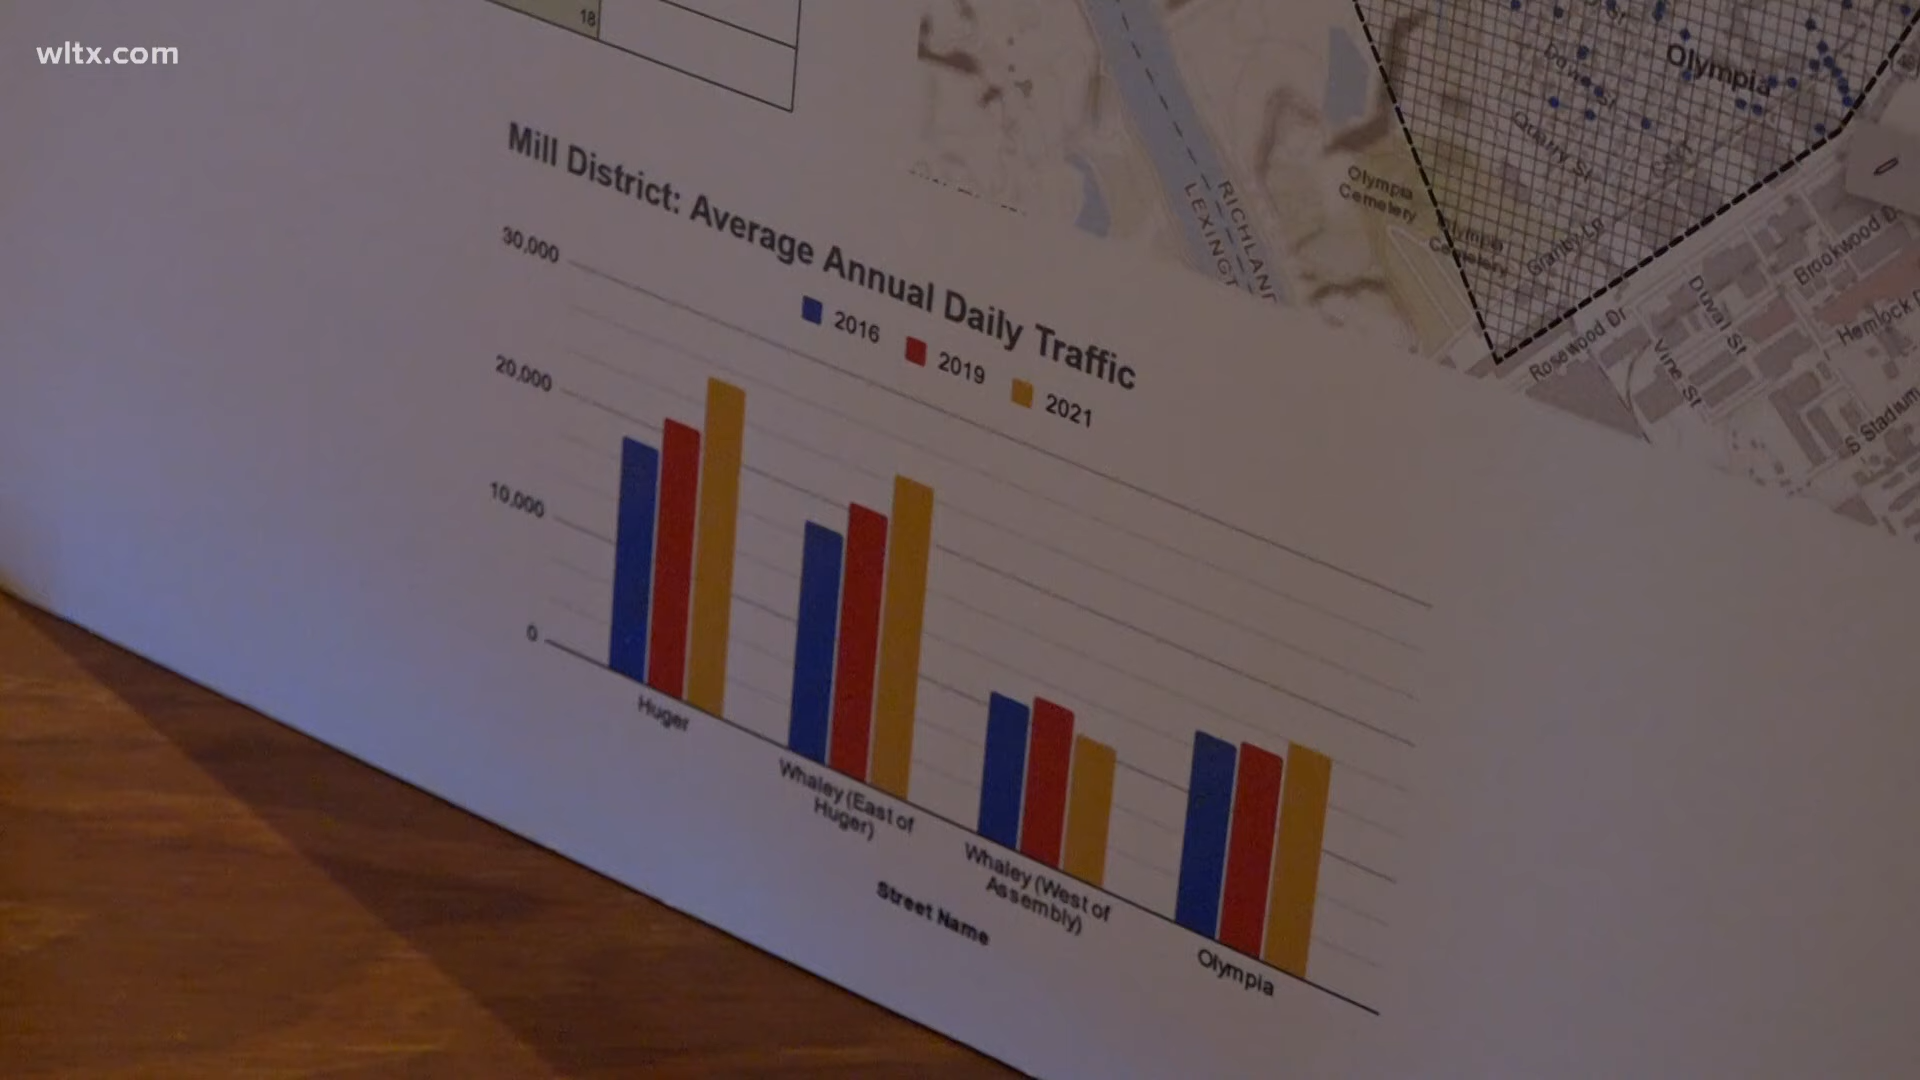 wltx.com
18
Mill District: Average Annual Daily Traffic
2016
2019
2021
30,000
20,000
10,000
0
Huger
Whaley (East of
Huger)
Whaley (West of
Assembly)
Olympia
Street Name
Olympia
Quarry St
Granby Ln
Olympia
Cemetery
Olympia
Cemetery
RICHLAND
LEXINGT
Rosewood Dr
Brookwood D
Duval St
Vine St
Hemlock
S Stadium